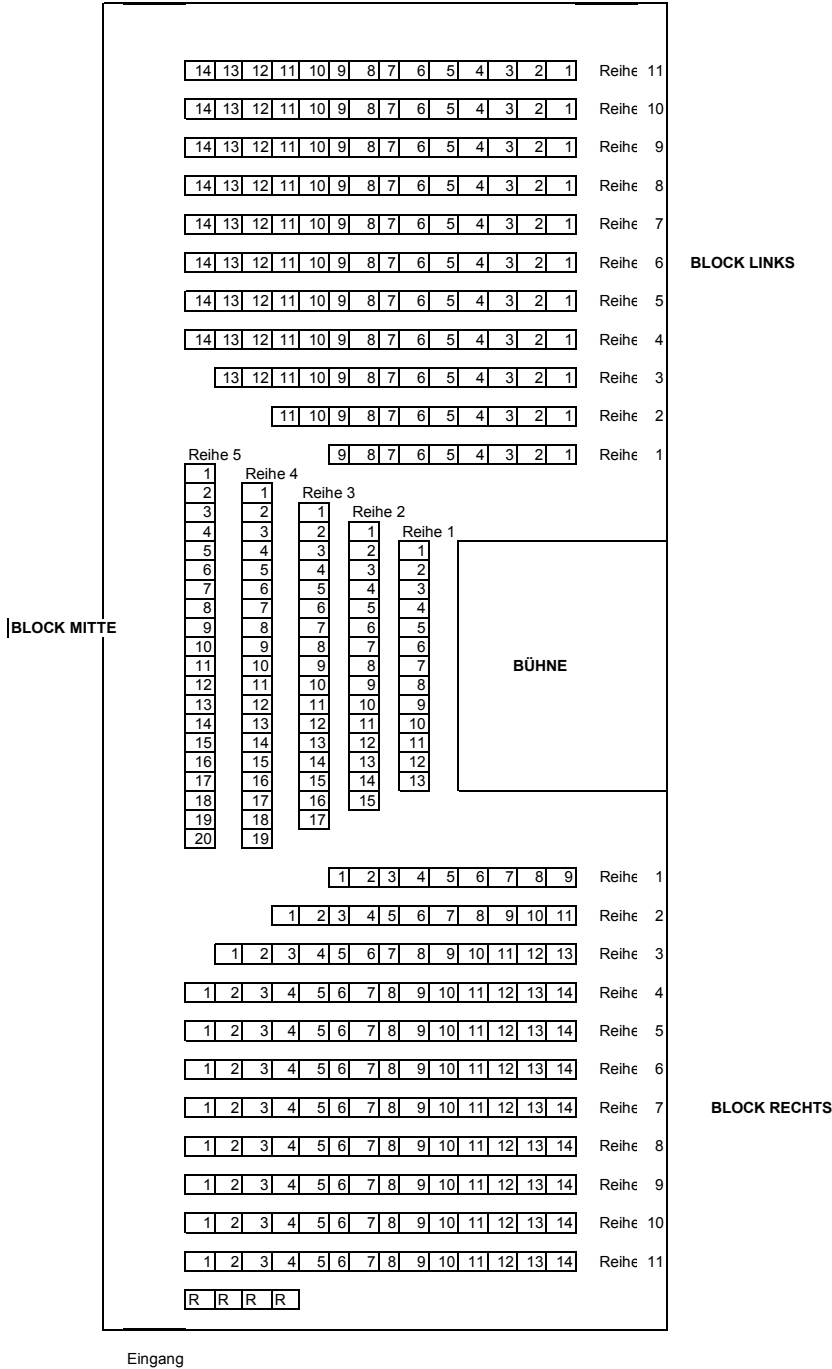 14 13 12 11 10 9 8 7 6 5 4 3 2 1 Reihe 11
14 13 12 11 10 9 8 7 6 5 4 3 2 1 Reihe 10
14 13 12 11 10 9 8 7 6 5 4 3 2 1 Reihe 9
14 13 12 11 10 9 8 7 6 5 4 3 2 1 Reihe 8
14 13 12 11 10 9 8 7 6 5 4 3 2 1 Reihe 7
14 13 12 11 10 9 8 7 6 5 4 3 2 1 Reihe 6 BLOCK LINKS
14 13 12 11 10 9 8 7 6 5 4 3 2 1 Reihe 5
14 13 12 11 10 9 8 7 6 5 4 3 2 1 Reihe 4
13 12 11 10 9 8 7 6 5 4 3 2 1 Reihe 3
11 10 9 8 7 6 5 4 3 2 1 Reihe 2
Reihe 5 9 8 7 6 5 4 3 2 1 Reihe 1
1 Reihe 4
2 1 Reihe 3
3 2 1 Reihe 2
4 3 2 1 Reihe 1
5 4 3 2 1
6 5 4 3 2
7 6 5 4 3
8 7 6 5 4
BLOCK MITTE 9 8 7 6 5
10 9 8 7 6
11 10 9 8 7 BÜHNE
12 11 10 9 8
13 12 11 10 9
14 13 12 11 10
15 14 13 12 11
16 15 14 13 12
17 16 15 14 13
18 17 16 15
19 18 17
20 19
1 2 3 4 5 6 7 8 9 Reihe 1
1 2 3 4 5 6 7 8 9 10 11 Reihe 2
1 2 3 4 5 6 7 8 9 10 11 12 13 Reihe 3
1 2 3 4 5 6 7 8 9 10 11 12 13 14 Reihe 4
1 2 3 4 5 6 7 8 9 10 11 12 13 14 Reihe 5
1 2 3 4 5 6 7 8 9 10 11 12 13 14 Reihe 6
1 2 3 4 5 6 7 8 9 10 11 12 13 14 Reihe 7 BLOCK RECHTS
1 2 3 4 5 6 7 8 9 10 11 12 13 14 Reihe 8
1 2 3 4 5 6 7 8 9 10 11 12 13 14 Reihe 9
1 2 3 4 5 6 7 8 9 10 11 12 13 14 Reihe 10
1 2 3 4 5 6 7 8 9 10 11 12 13 14 Reihe 11
R R R R
Eingang